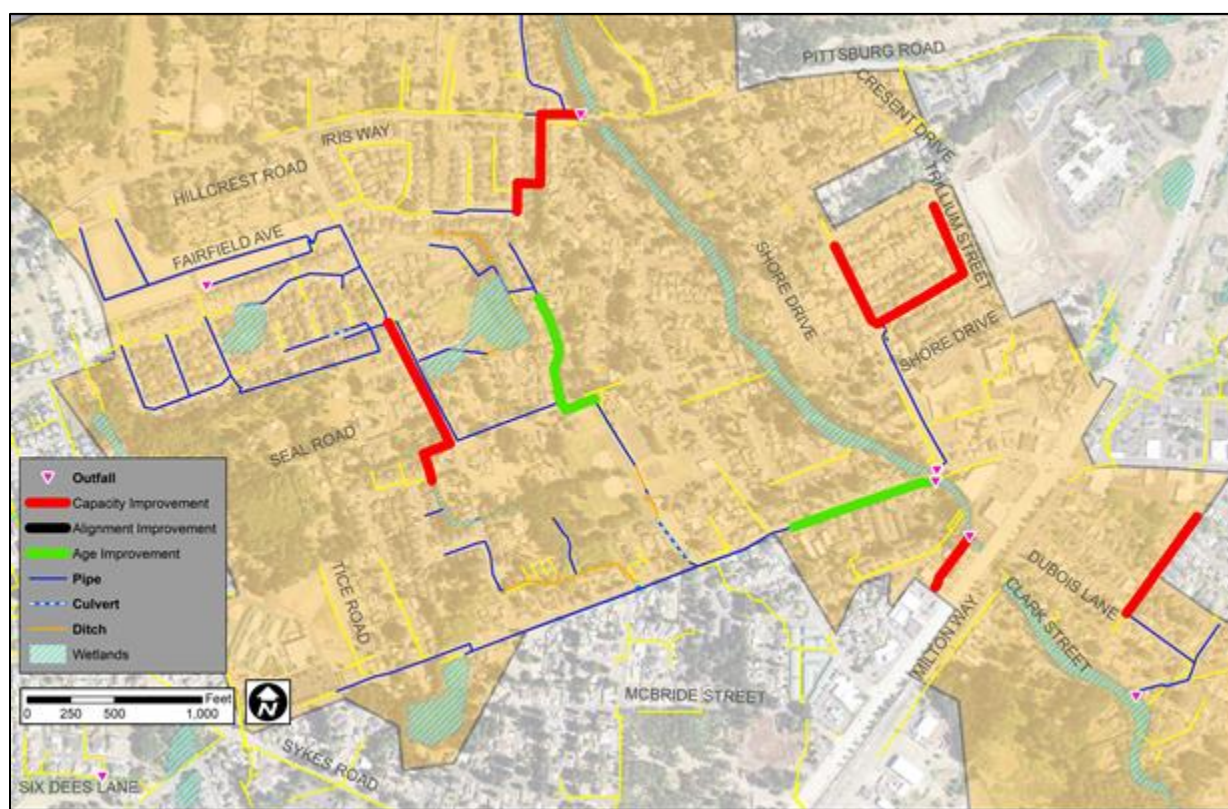 PITTSBURG ROAD
CRESENT DRIVE
IRIS WAY
HILLCREST ROAD
TRILLIUM STREET
FAIRFIELD AVE
SHORE DRIVE
SHORE DRIVE
SEAL ROAD
Outfall
Capacity Improvement
Alignment Improvement
Age Improvement
Pipe
Culvert
Ditch
Wetlands
TICE ROAD
DUBOIS LANE
CLARK STREET
MILTON WAY
MCBRIDE STREET
Feet
0 250 500 1,000
N
SYKES ROAD
SIX DEES LANE